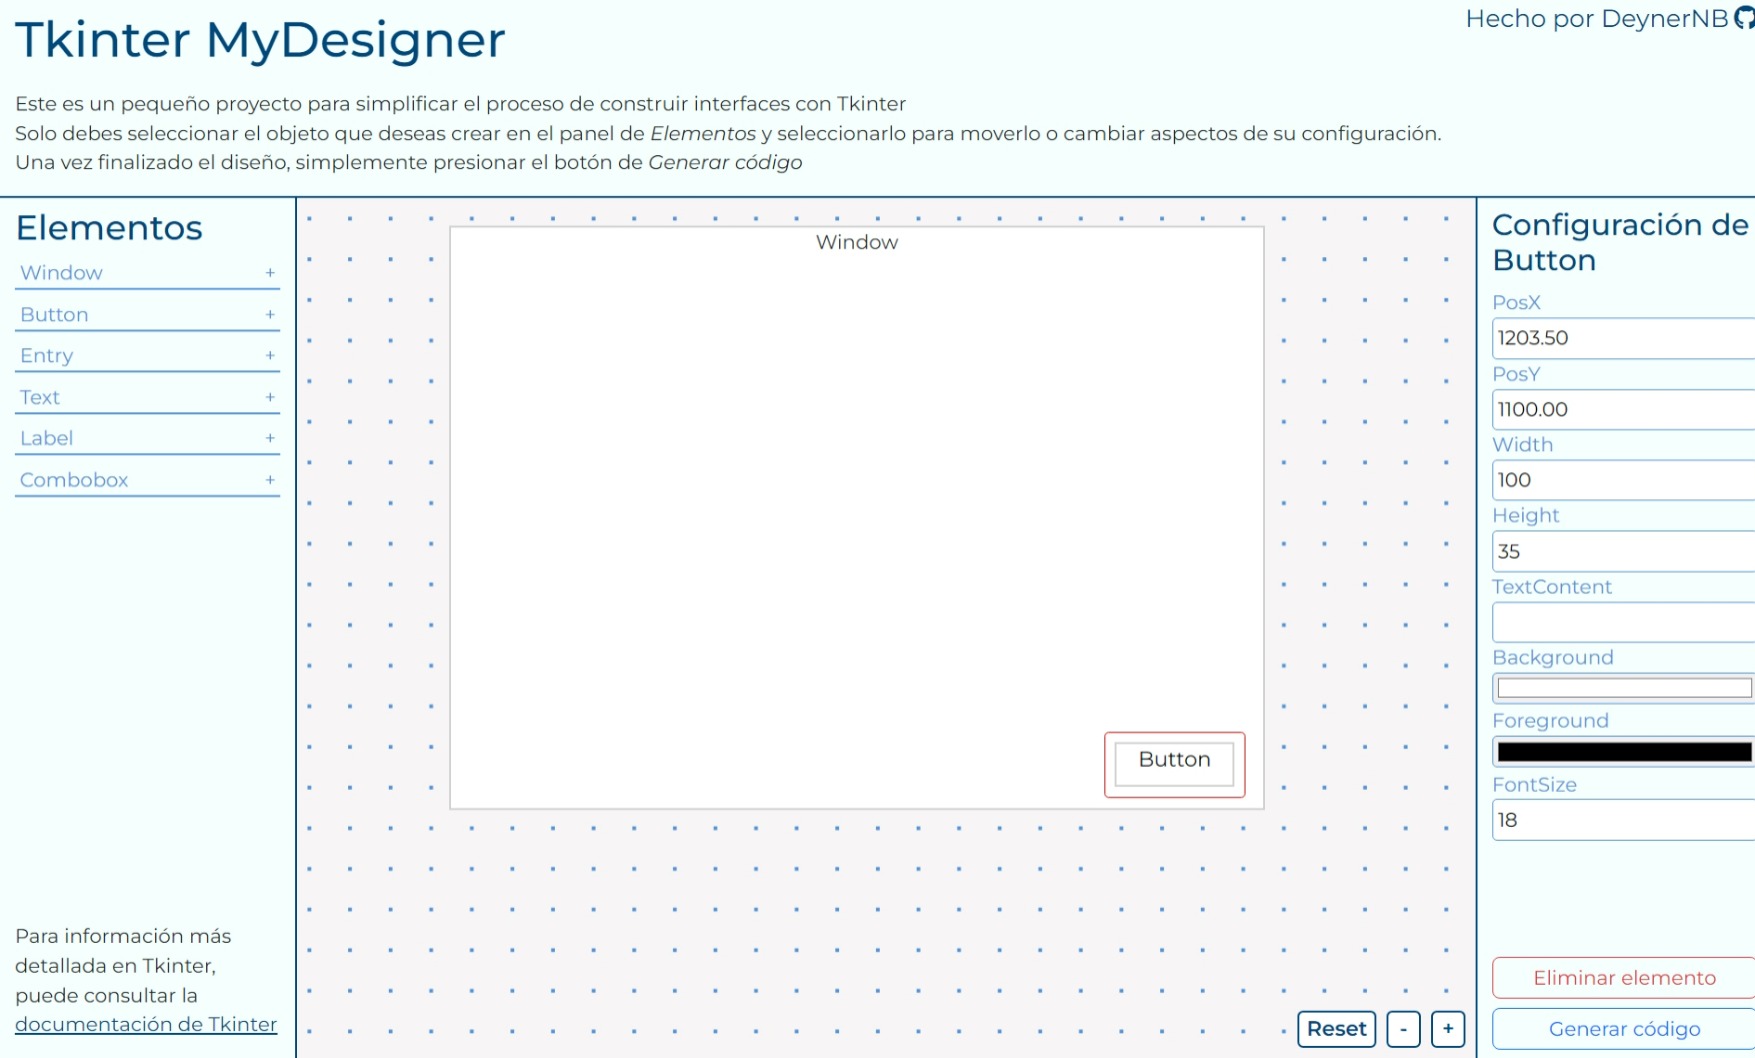 Tkinter MyDesigner
Hecho por DeynerNB
Este es un pequeño proyecto para simplificar el proceso de construir interfaces con Tkinter
Solo debes seleccionar el objeto que deseas crear en el panel de Elementos y seleccionarlo para moverlo o cambiar aspectos de su configuración.
Una vez finalizado el diseño, simplemente presionar el botón de Generar código
Elementos
Window +
Button +
Entry +
Text +
Label +
Combobox +
Para información más
detallada en Tkinter,
puede consultar la
documentación de Tkinter
Window
Button
Reset - +
Configuración de
Button
PosX
1203.50
PosY
1100.00
Width
100
Height
35
TextContent
Background
Foreground
FontSize
18
Eliminar elemento
Generar código